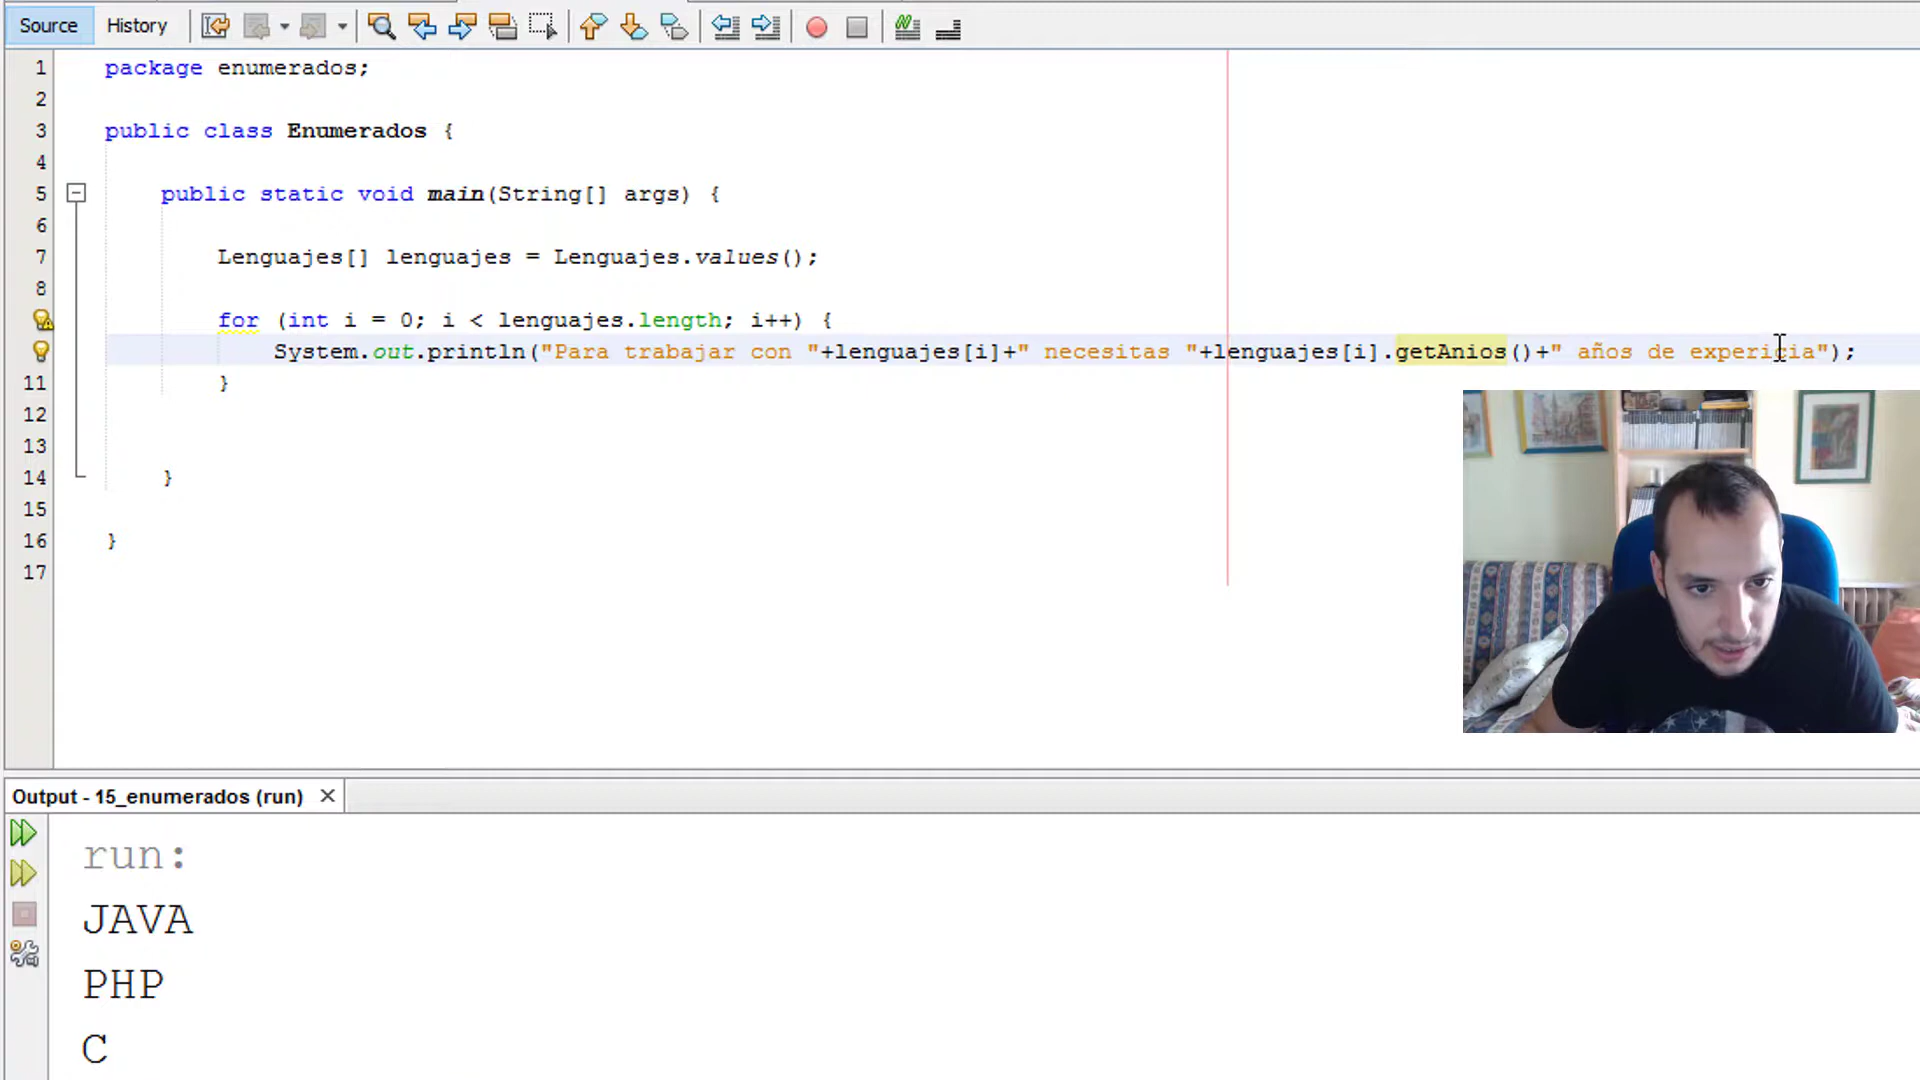 Source History
1 package enumerados;
2
3 public class Enumerados {
4
5 public static void main(String[] args) {
6
7 Lenguajes[] lenguajes = Lenguajes.values();
8
for (int i = 0; i < lenguajes.length; i++) {
System.out.println("Para trabajar con "+lenguajes[i]+" necesitas "+lenguajes[i].getAnios()+" años de expericia");
11 }
12
13
14 }
15
16 }
17
Output - 15_enumerados (run)
run:
JAVA
PHP
C